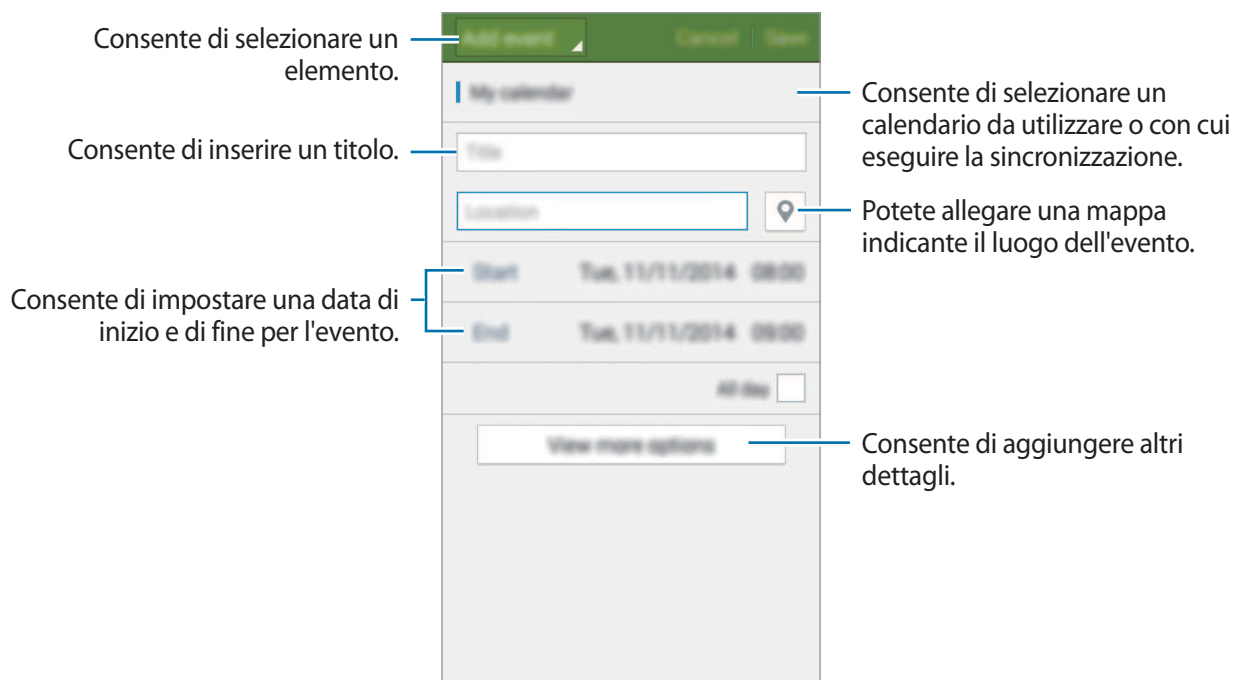 Consente di selezionare un
elemento.
Add event
Cancel
Save
My calendar
Consente di selezionare un
calendario da utilizzare o con cui
eseguire la sincronizzazione.
Consente di inserire un titolo.
Title
Location
Potete allegare una mappa
indicante il luogo dell'evento.
Consente di impostare una data di
inizio e di fine per l'evento.
Start Tue, 11/11/2014 08:00
End Tue, 11/11/2014 09:00
All day
View more options
Consente di aggiungere altri
dettagli.